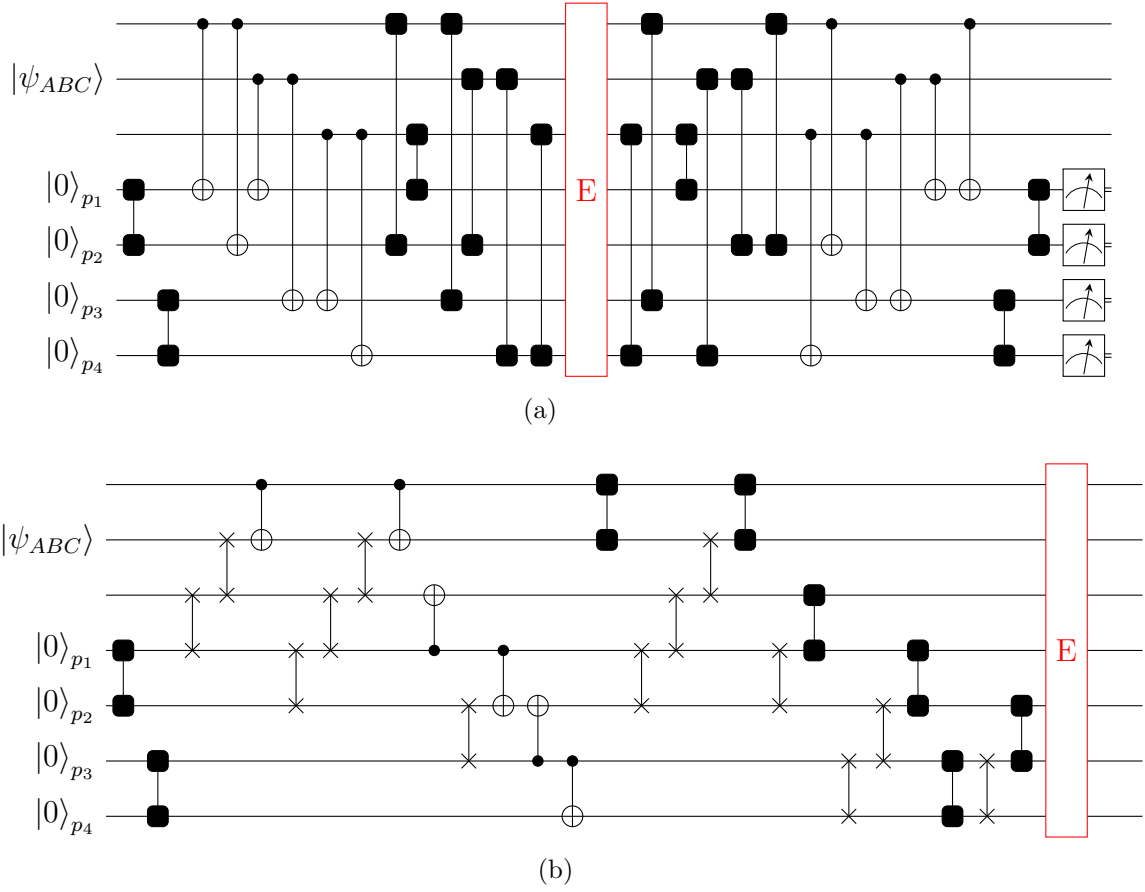 |ψ_ABC⟩
|0⟩_p1
|0⟩_p2
|0⟩_p3
|0⟩_p4
E
(a)
|ψ_ABC⟩
|0⟩_p1
|0⟩_p2
|0⟩_p3
|0⟩_p4
E
(b)